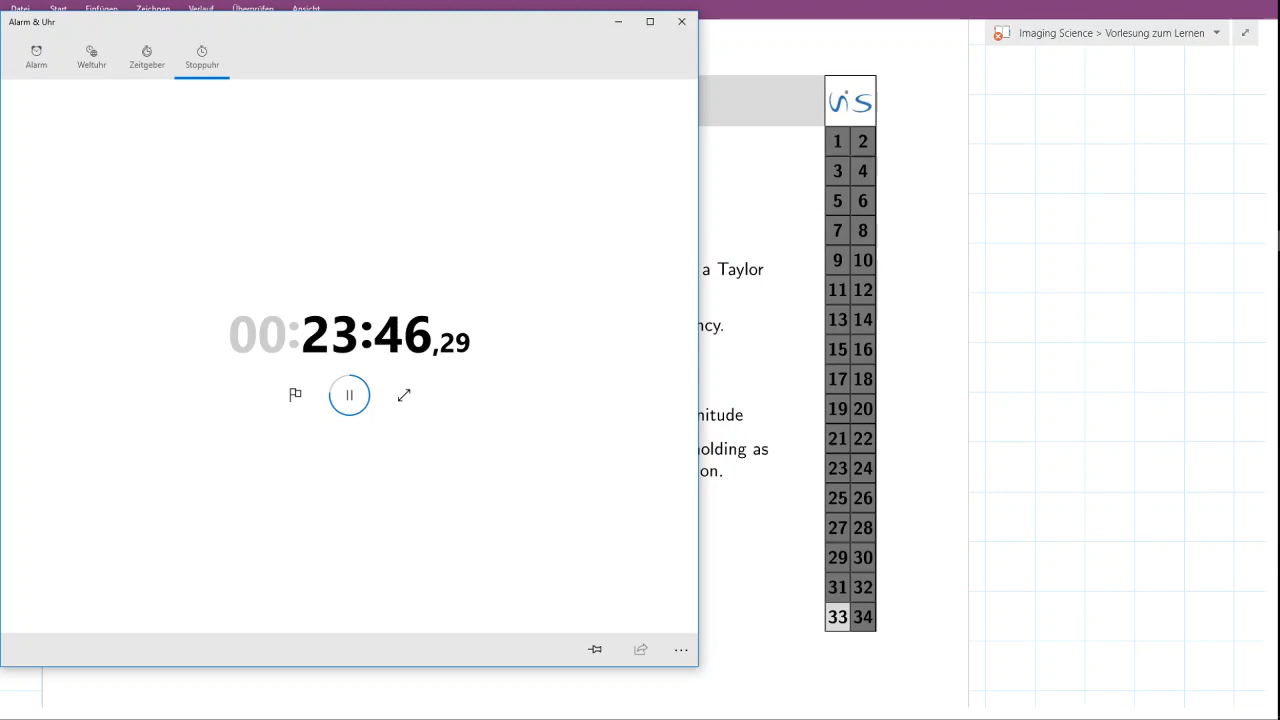 Datei Start Einfügen Zeichnen Verlauf Überprüfen Ansicht
Alarm & Uhr
Alarm Weltuhr Zeitgeber Stoppuhr
00:23:46,29
Imaging Science > Vorlesung zum Lernen
a Taylor
ncy.
nitude
olding as
on.
vis
1 2
3 4
5 6
7 8
9 10
11 12
13 14
15 16
17 18
19 20
21 22
23 24
25 26
27 28
29 30
31 32
33 34